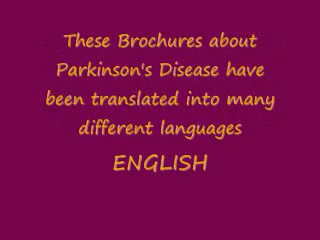 These Brochures about
Parkinson's Disease have
been translated into many
different languages
ENGLISH